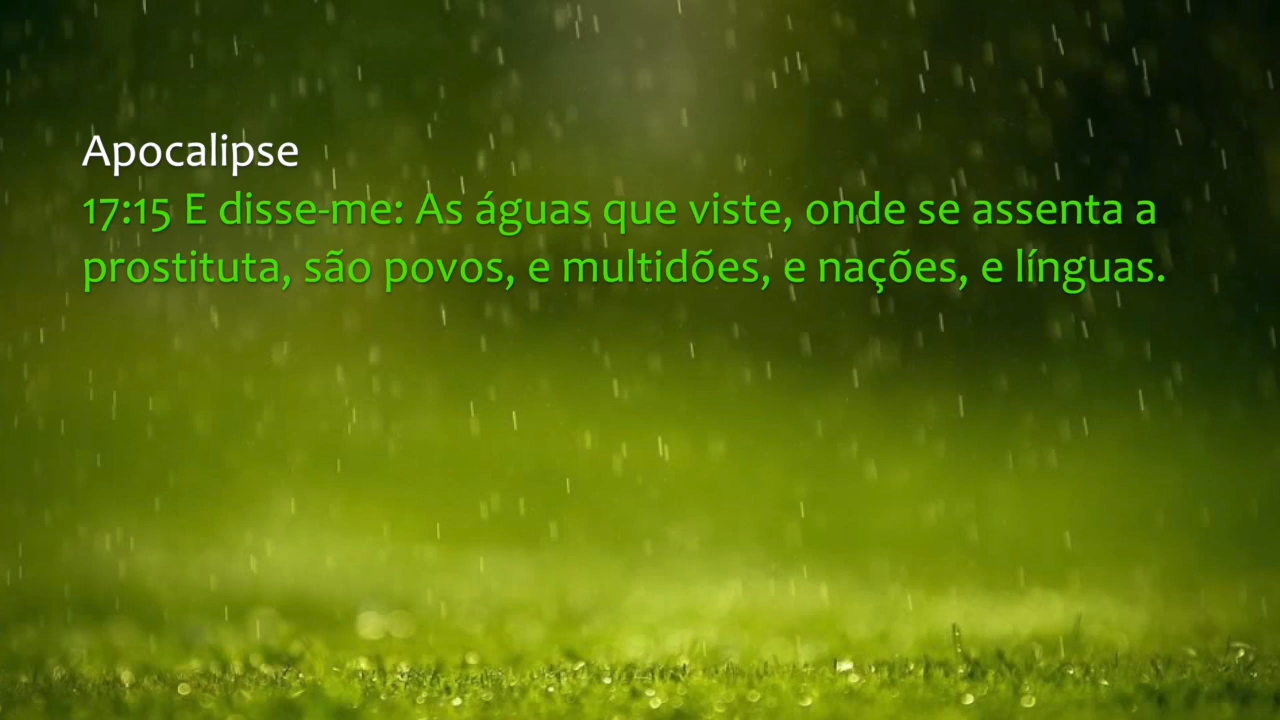 Apocalipse
17:15 E disse-me: As águas que viste, onde se assenta a
prostituta, são povos, e multidões, e nações, e línguas.